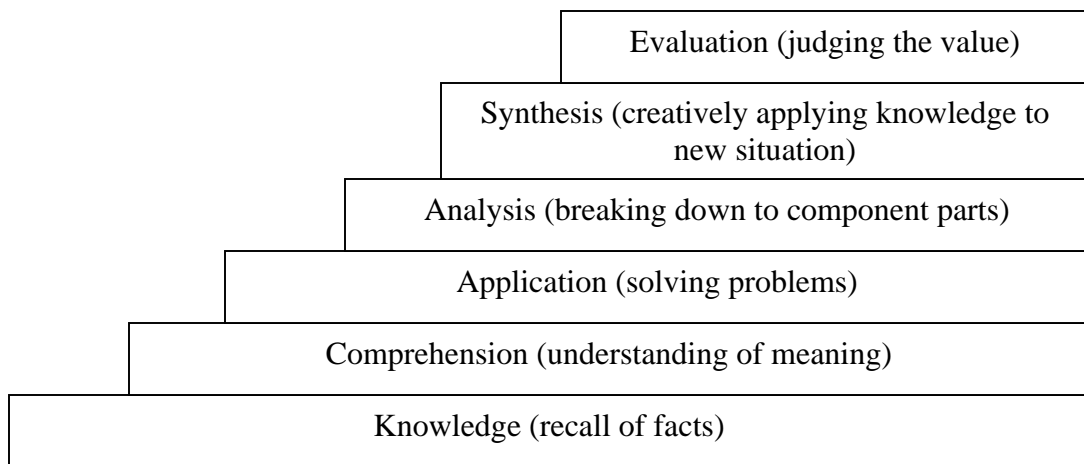 Evaluation (judging the value)
Synthesis (creatively applying knowledge to
new situation)
Analysis (breaking down to component parts)
Application (solving problems)
Comprehension (understanding of meaning)
Knowledge (recall of facts)